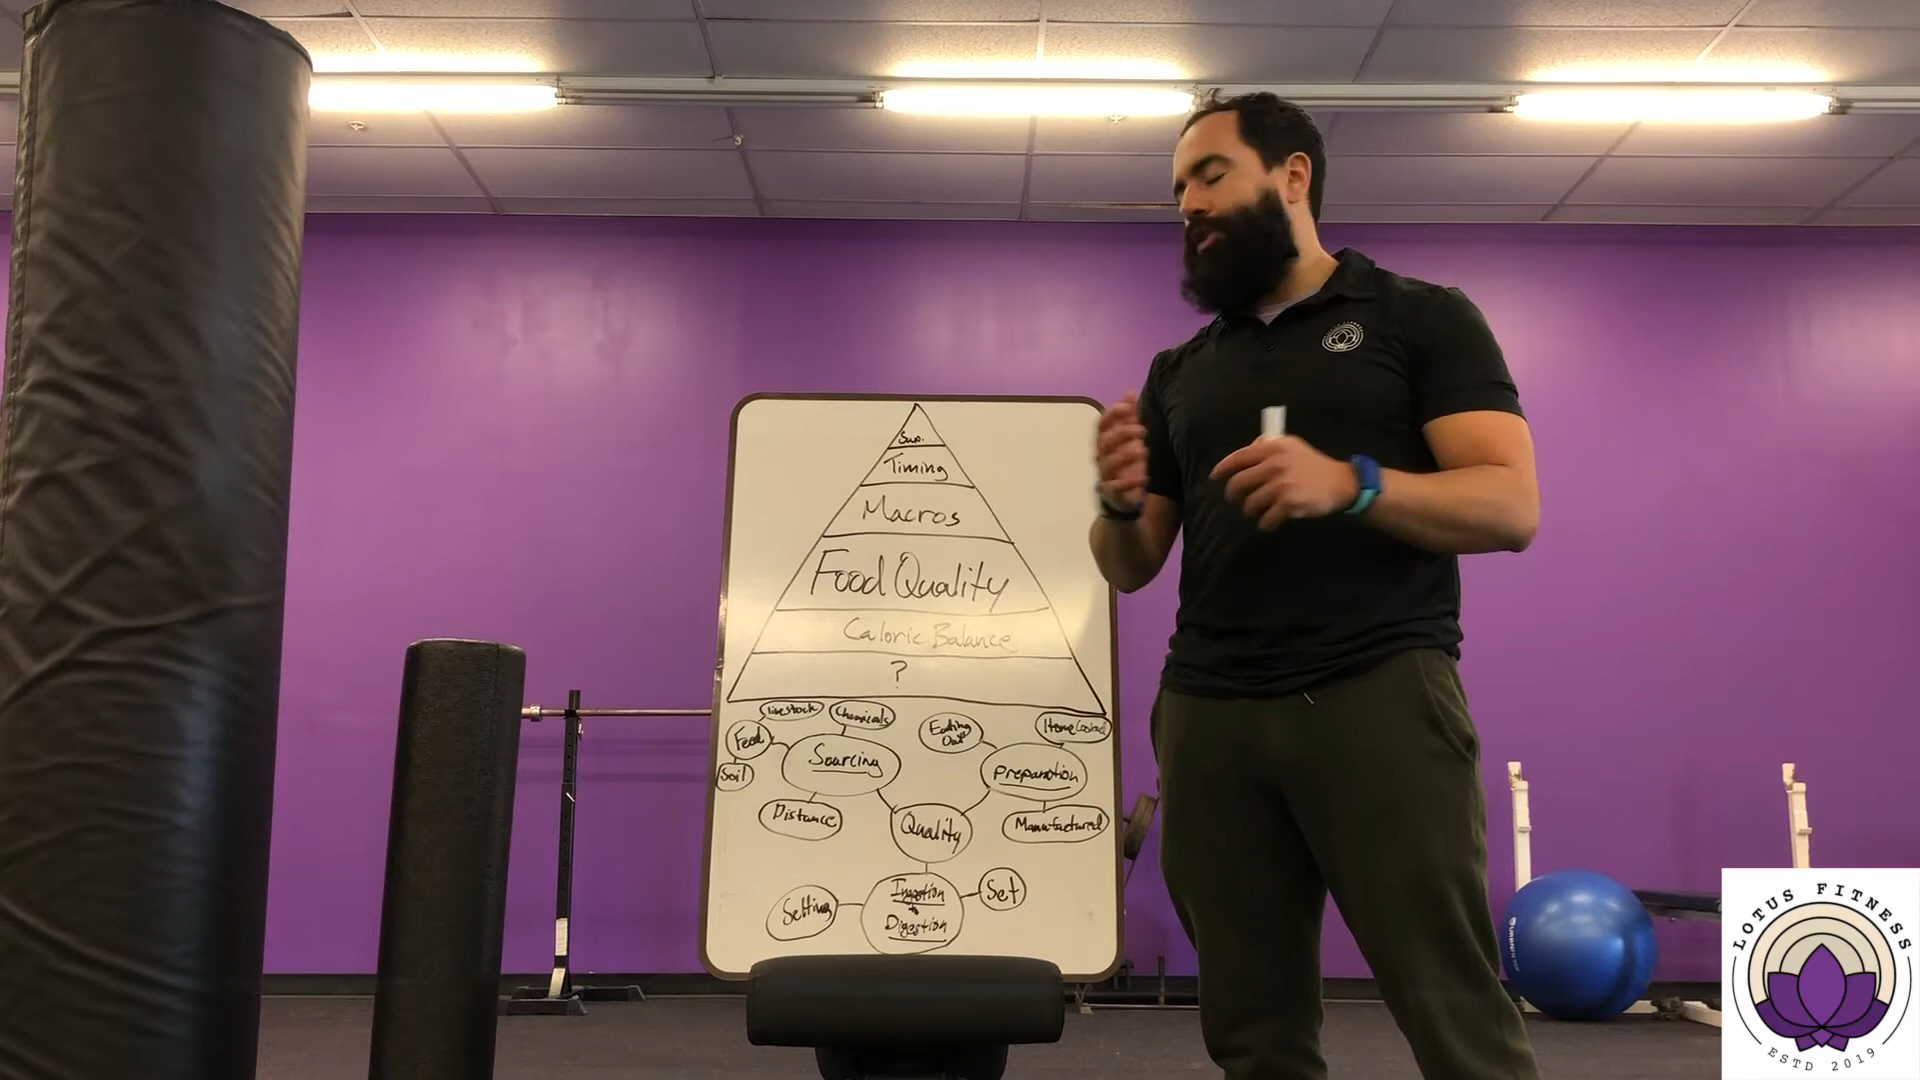 Sup.
Timing
Macros
Food Quality
Caloric Balance
?
livestock
Chemicals
Eating
Out
Home Cooked
Feed
Sourcing
Preparation
Soil
Distance
Quality
Manufactured
Setting
Ingestion
+
Digestion
Set
LOTUS FITNESS
ESTD 2019